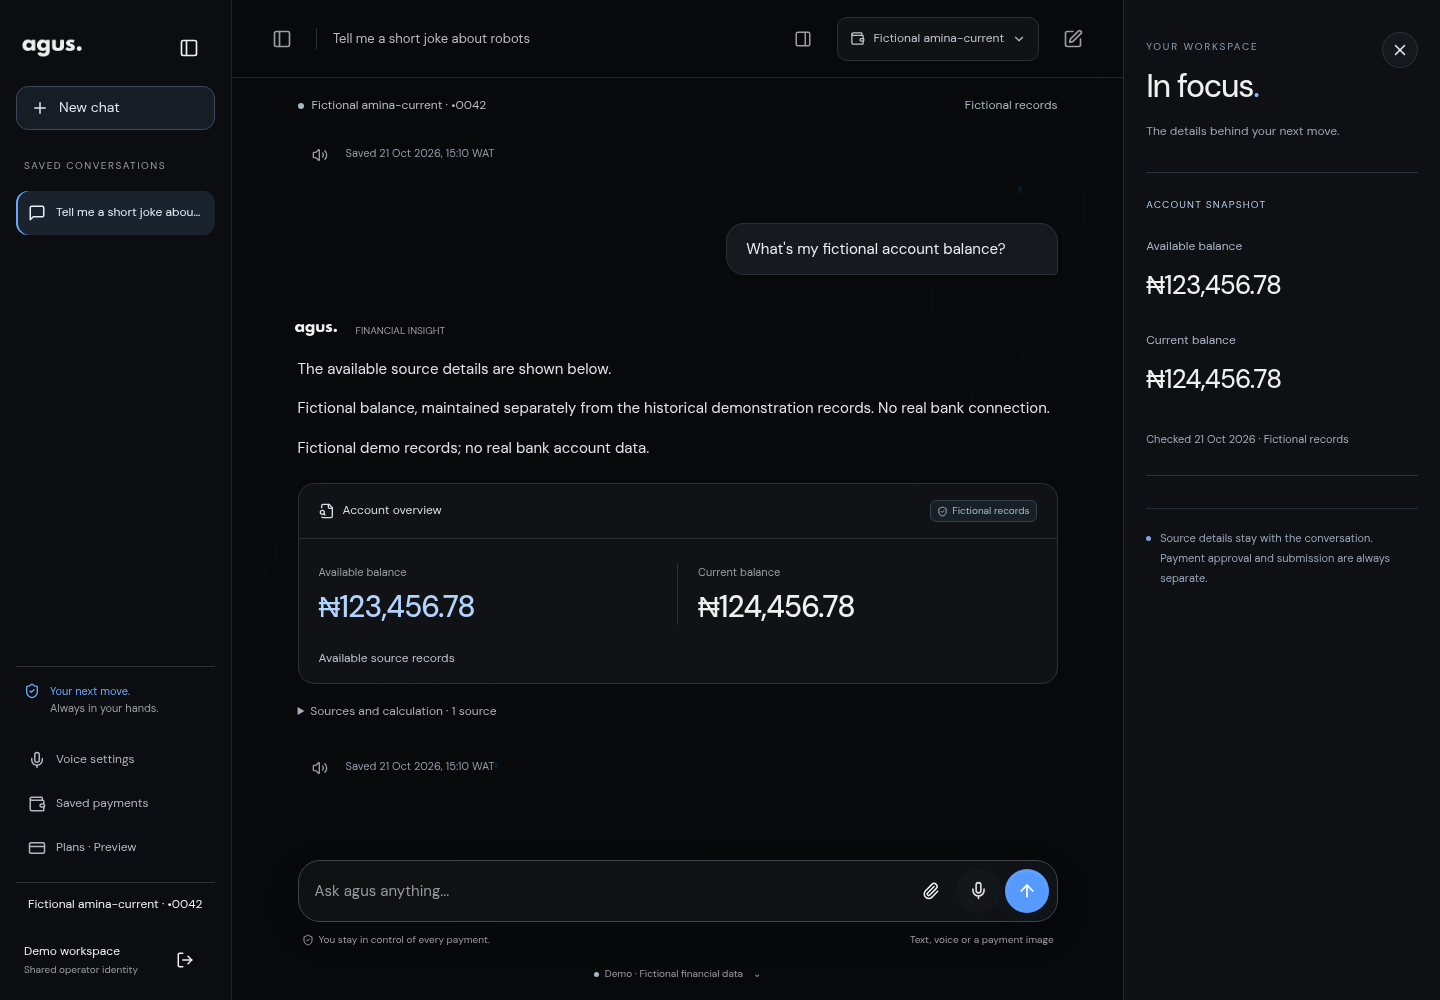 agus.
New chat
SAVED CONVERSATIONS
Tell me a short joke abou...
Your next move.
Always in your hands.
Voice settings
Saved payments
Plans · Preview
Fictional amina-current · •0042
Demo workspace
Shared operator identity
Tell me a short joke about robots
Fictional amina-current
Fictional amina-current · •0042
Fictional records
Saved 21 Oct 2026, 15:10 WAT
What's my fictional account balance?
agus.
FINANCIAL INSIGHT
The available source details are shown below.
Fictional balance, maintained separately from the historical demonstration records. No real bank connection.
Fictional demo records; no real bank account data.
Account overview
Fictional records
Available balance
₦123,456.78
Current balance
₦124,456.78
Available source records
Sources and calculation · 1 source
Saved 21 Oct 2026, 15:10 WAT
Ask agus anything...
You stay in control of every payment.
Text, voice or a payment image
Demo · Fictional financial data
YOUR WORKSPACE
In focus.
The details behind your next move.
ACCOUNT SNAPSHOT
Available balance
₦123,456.78
Current balance
₦124,456.78
Checked 21 Oct 2026 · Fictional records
Source details stay with the conversation.
Payment approval and submission are always
separate.